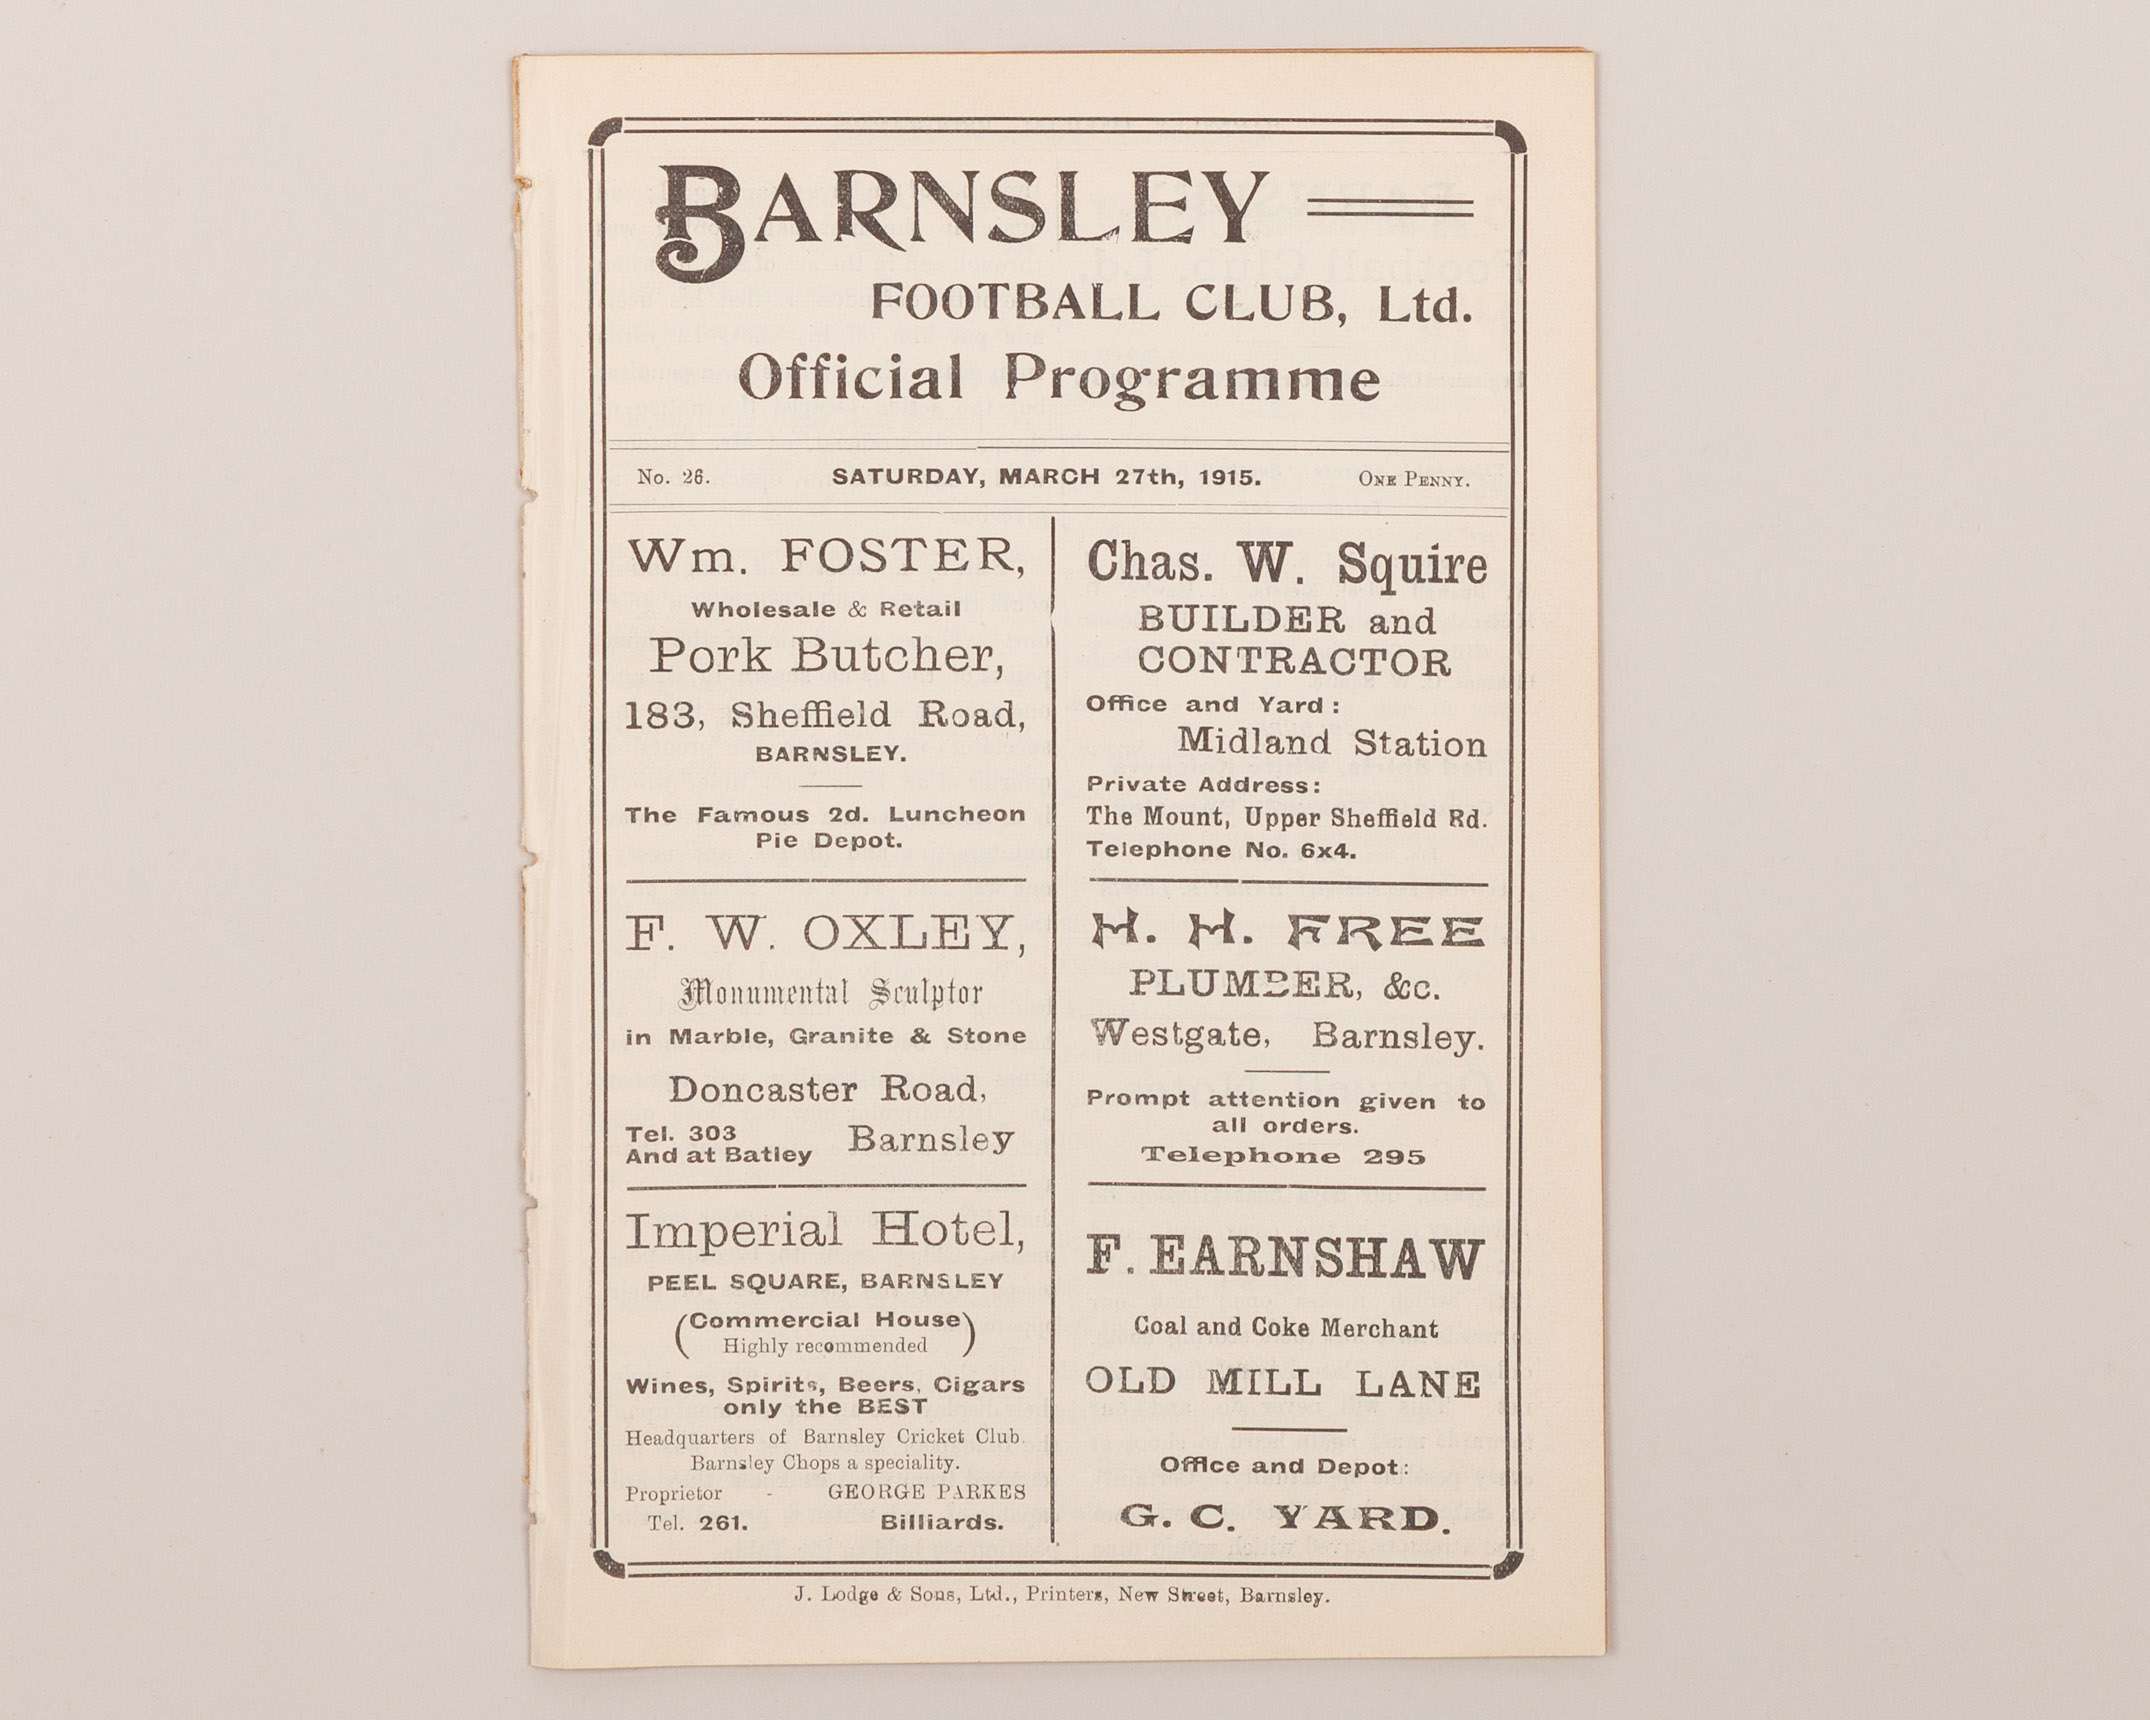 BARNSLEY
FOOTBALL CLUB, Ltd.
Official Programme
No. 26. SATURDAY, MARCH 27th, 1915. ONE PENNY.
Wm. FOSTER,
Wholesale & Retail
Pork Butcher,
183, Sheffield Road,
BARNSLEY.
The Famous 2d. Luncheon
Pie Depot.
F. W. OXLEY,
Monumental Sculptor
in Marble, Granite & Stone
Doncaster Road,
Tel. 303
And at Batley
Barnsley
Imperial Hotel,
PEEL SQUARE, BARNSLEY
(Commercial House)
Highly recommended
Wines, Spirits, Beers, Cigars
only the BEST
Headquarters of Barnsley Cricket Club.
Barnsley Chops a speciality.
Proprietor - GEORGE PARKES
Tel. 261. Billiards.
Chas. W. Squire
BUILDER and
CONTRACTOR
Office and Yard:
Midland Station
Private Address:
The Mount, Upper Sheffield Rd.
Telephone No. 6x4.
H. H. FREE
PLUMBER, &c.
Westgate, Barnsley.
Prompt attention given to
all orders.
Telephone 295
F. EARNSHAW
Coal and Coke Merchant
OLD MILL LANE
Office and Depot:
G. C. YARD.
J. Lodge & Sons, Ltd., Printers, New Street, Barnsley.